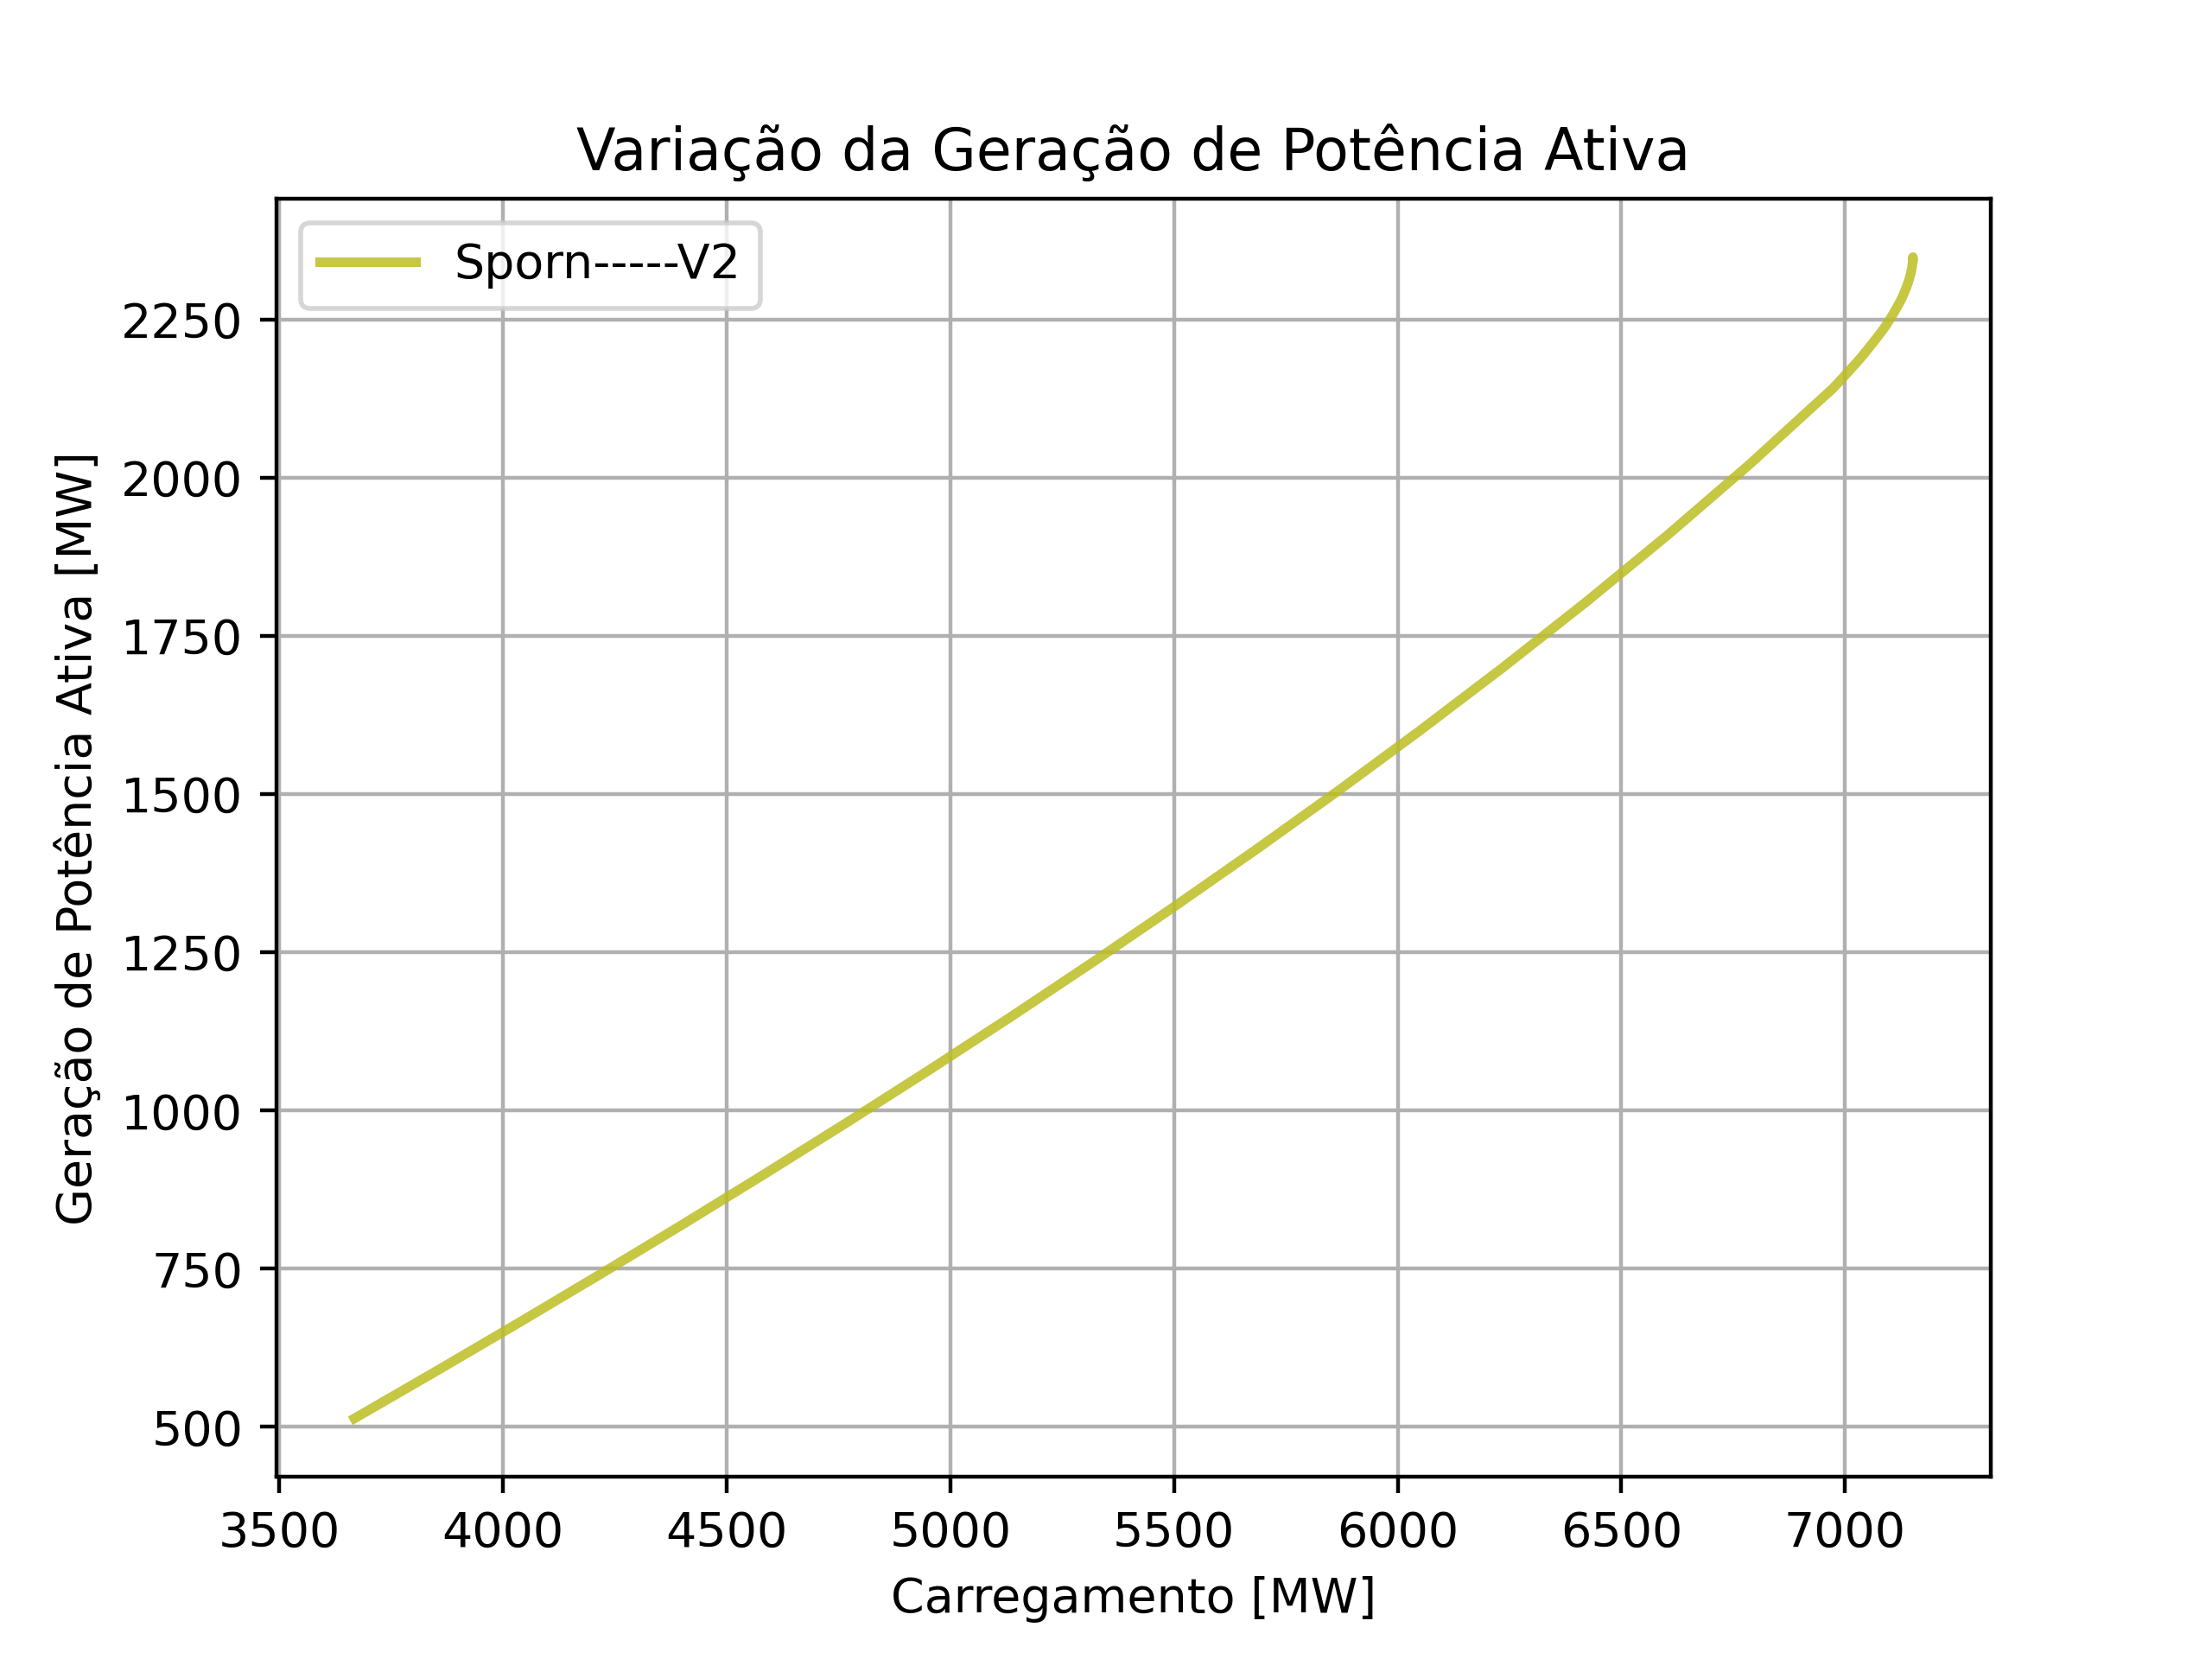 Variação da Geração de Potência Ativa
Sporn-----V2
Geração de Potência Ativa [MW]
2250
2000
1750
1500
1250
1000
750
500
3500 4000 4500 5000 5500 6000 6500 7000
Carregamento [MW]